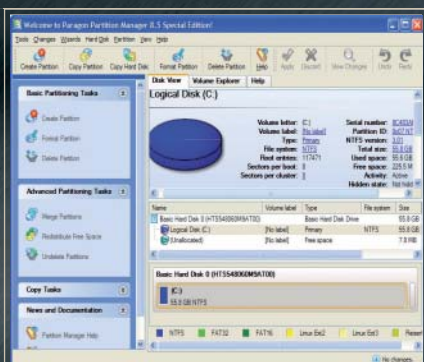 Welcome to Paragon Partition Manager 8.5 Special Edition!
Tools Changes Wizards Hard Disk Partition View Help
Create Partition Copy Partition Copy Hard Disk Format Partition Delete Partition Help Apply Discard View Changes Undo Redo
Disk View Volume Explorer Help
Basic Partitioning Tasks
Create Partition
Format Partition
Delete Partition
Advanced Partitioning Tasks
Merge Partitions
Redistribute Free Space
Undelete Partitions
Copy Tasks
News and Documentation
Partition Manager Help
Logical Disk (C:)
Volume letter: C:
Volume label: [No label]
Type: Primary
File system: NTFS
Root entries: 117471
Sectors per boot:
Sectors per cluster:
Serial number:
Partition ID: 0x07 NT
NTFS version: 3.01
Total size: 55.8 GB
Used space: 55.6 GB
Free space: 225.5 M
Activity: Active
Hidden state: Not hidd
Name Volume label Type File system Size
Basic Hard Disk 0 (HTS548060M9AT00) Basic Hard Disk Drive 55.8 GB
Logical Disk (C:) [No label] Primary NTFS 55.8 GB
(Unallocated) [No label] Free space 7.8 MB
Basic Hard Disk 0 (HTS548060M9AT00)
(C:)
55.8 GB NTFS
NTFS FAT32 FAT16 Linux Ext2 Linux Ext3 Reiser
No changes.